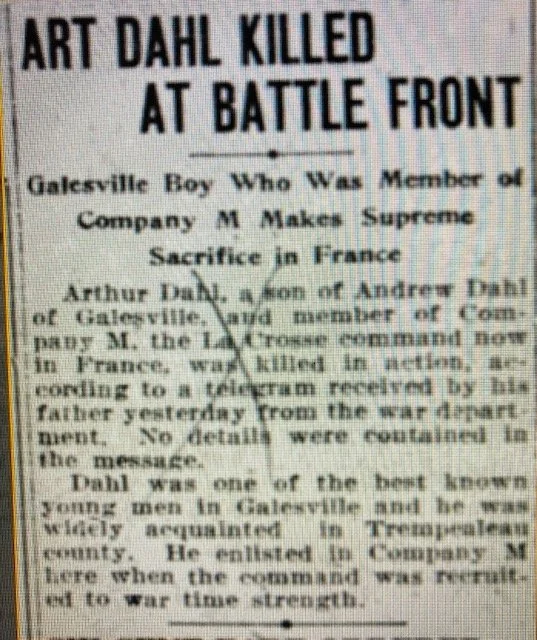 ART DAHL KILLED
AT BATTLE FRONT
Galesville Boy Who Was Member of
Company M Makes Supreme
Sacrifice in France
Arthur Dahl, a son of Andrew Dahl
of Galesville, and member of Com-
pany M, the La Crosse command now
in France, was killed in action, ac-
cording to a telegram received by his
father yesterday from the war depart-
ment. No details were contained in
the message.
Dahl was one of the best known
young men in Galesville and he was
widely acquainted in Trempealeau
county. He enlisted in Company M
here when the command was recruit-
ed to war time strength.